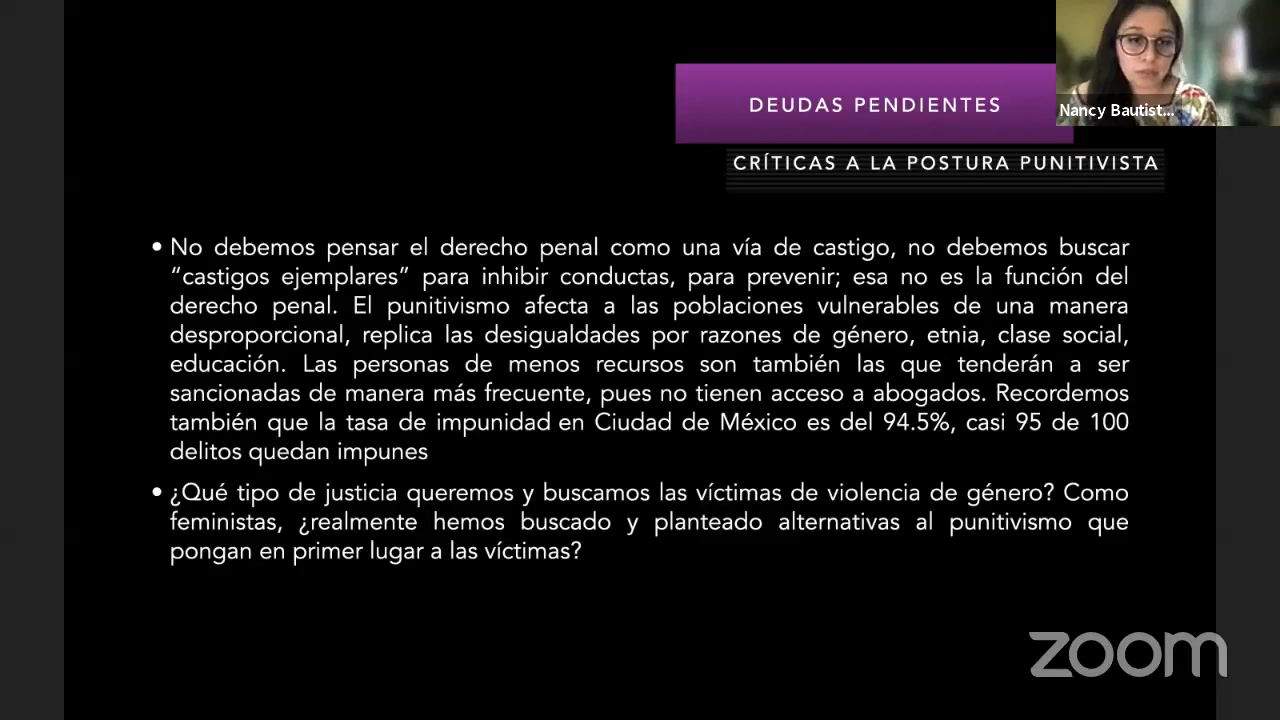 DEUDAS PENDIENTES
Nancy Bautist...
CRÍTICAS A LA POSTURA PUNITIVISTA
• No debemos pensar el derecho penal como una vía de castigo, no debemos buscar
“castigos ejemplares” para inhibir conductas, para prevenir; esa no es la función del
derecho penal. El punitivismo afecta a las poblaciones vulnerables de una manera
desproporcional, replica las desigualdades por razones de género, etnia, clase social,
educación. Las personas de menos recursos son también las que tenderán a ser
sancionadas de manera más frecuente, pues no tienen acceso a abogados. Recordemos
también que la tasa de impunidad en Ciudad de México es del 94.5%, casi 95 de 100
delitos quedan impunes
• ¿Qué tipo de justicia queremos y buscamos las víctimas de violencia de género? Como
feministas, ¿realmente hemos buscado y planteado alternativas al punitivismo que
pongan en primer lugar a las víctimas?
zoom